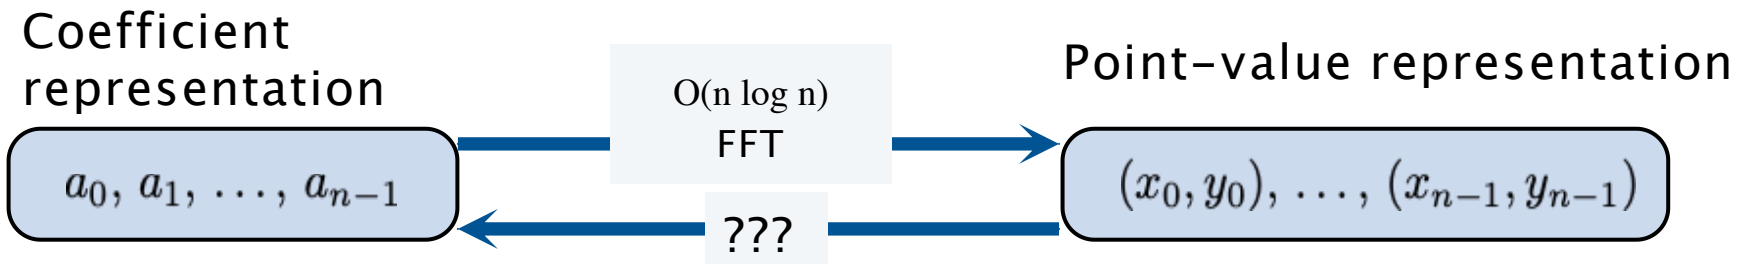 Coefficient
representation
O(n log n)
FFT
Point-value representation
a₀, a₁, …, aₙ₋₁
(x₀, y₀), …, (xₙ₋₁, yₙ₋₁)
???